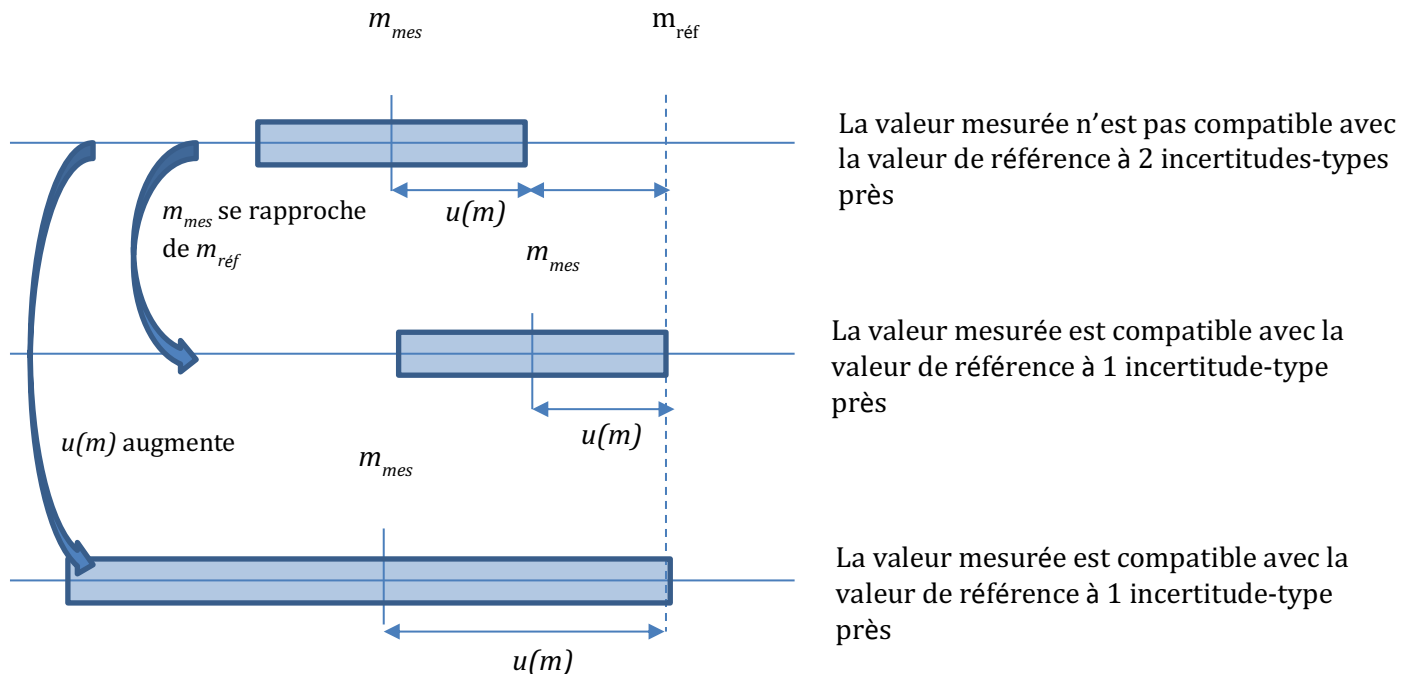 m_mes
m_réf
La valeur mesurée n'est pas compatible avec
la valeur de référence à 2 incertitudes-types
près
u(m)
m_mes se rapproche
de m_réf
m_mes
La valeur mesurée est compatible avec la
valeur de référence à 1 incertitude-type
près
u(m)
u(m) augmente
m_mes
La valeur mesurée est compatible avec la
valeur de référence à 1 incertitude-type
près
u(m)